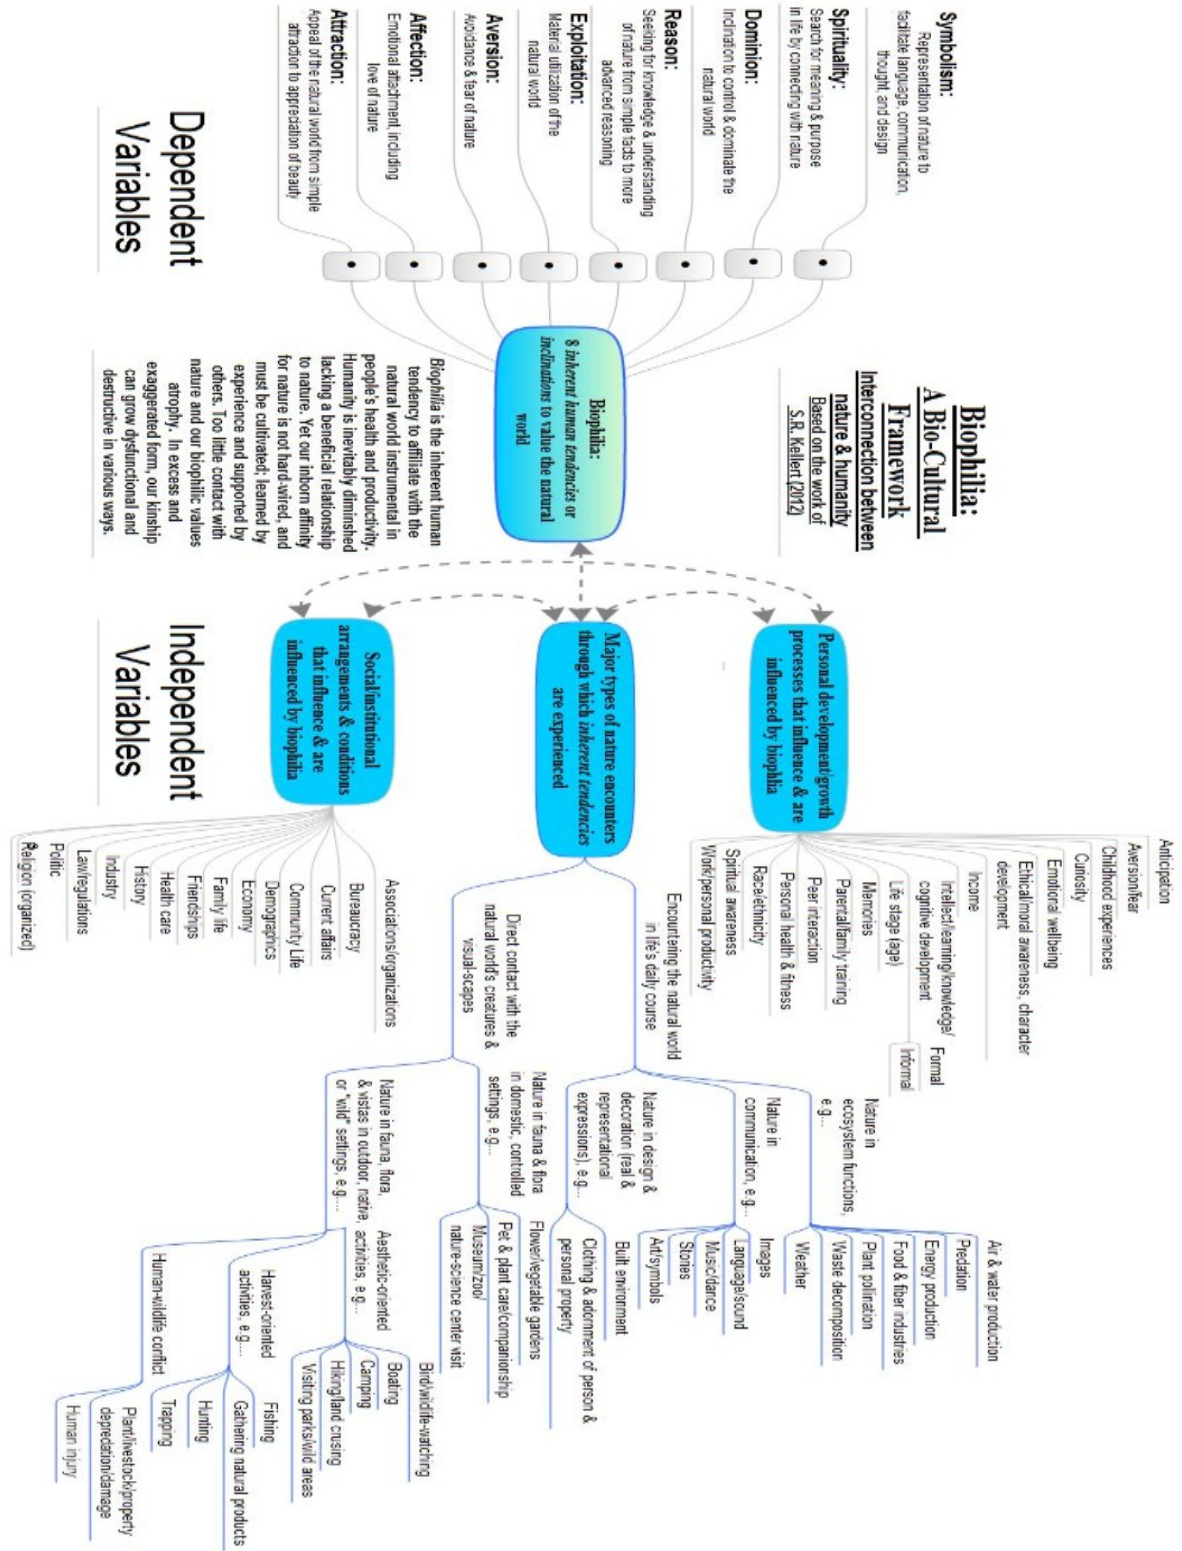 Biophilia:
A Bio-Cultural
Framework
Interconnection between
nature & humanity
Based on the work of
S.R. Kellert (2012)
Symbolism:
Representation of nature to
facilitate language, communication,
thought, and design
Spirituality:
Search for meaning & purpose
in life by connecting with nature
Dominion:
Inclination to control & dominate the
natural world
Reason:
Seeking for knowledge & understanding
of nature from simple facts to more
advanced reasoning
Exploitation:
Material utilization of the
natural world
Aversion:
Avoidance & fear of nature
Affection:
Emotional attachment, including
love of nature
Attraction:
Appeal of the natural world from simple
attraction to appreciation of beauty
Dependent
Variables
Biophilia:
8 inherent human tendencies or
inclinations to value the natural
world
Biophilia is the inherent human
tendency to affiliate with the
natural world instrumental in
people's health and productivity.
Humanity is inevitably diminished
lacking a beneficial relationship
to nature. Yet our inborn affinity
for nature is not hard-wired, and
must be cultivated; learned by
experience and supported by
others. Too little contact with
nature and our biophilic values
atrophy. In excess and
exaggerated form, our kinship
can grow dysfunctional and
destructive in various ways.
Personal development/growth
processes that influence & are
influenced by biophlia
Major types of nature encounters
through which inherent tendencies
are experienced
Social/institutional
arrangements & conditions
that influence & are
influenced by biophilia
Independent
Variables
Anticipation
Aversion/fear
Childhood experiences
Curiosity
Emotional wellbeing
Ethical/moral awareness, character
development
Income
Intellect/learning/knowledge/
cognitive development
Formal
Informal
Life stage (age)
Memories
Parental/family training
Peer interaction
Personal health & fitness
Race/ethnicity
Spiritual awareness
Work/personal productivity
Encountering the natural world
in life's daily course
Nature in
ecosystem functions,
e.g...
Air & water production
Predation
Energy production
Food & fiber industries
Plant pollination
Waste decomposition
Weather
Nature in
communication, e.g...
Images
Language/sound
Music/dance
Stories
Art/symbols
Nature in design &
decoration (real &
representational
expressions), e.g...
Built environment
Clothing & adornment of person &
personal property
Direct contact with the
natural world's creatures &
visual-scapes
Nature in fauna & flora
in domestic, controlled
settings, e.g...
Flower/vegetable gardens
Pet & plant care/companionship
Museum/zoo/
nature-science center visit
Nature in fauna, flora,
& vistas in outdoor, native,
or "wild" settings, e.g....
Aesthetic-oriented
activities, e.g...
Bird/wildlife-watching
Boating
Camping
Hiking/land crusing
Visiting parks/wild areas
Harvest-oriented
activities, e.g....
Fishing
Gathering natural products
Hunting
Trapping
Human-wildlife conflict
Plant/livestock/property
depredation/damage
Human injury
Associations/organizations
Bureaucracy
Current affairs
Community Life
Demographics
Economy
Family life
Friendships
Health care
History
Industry
Law/regulations
Politic
Religion (organized)